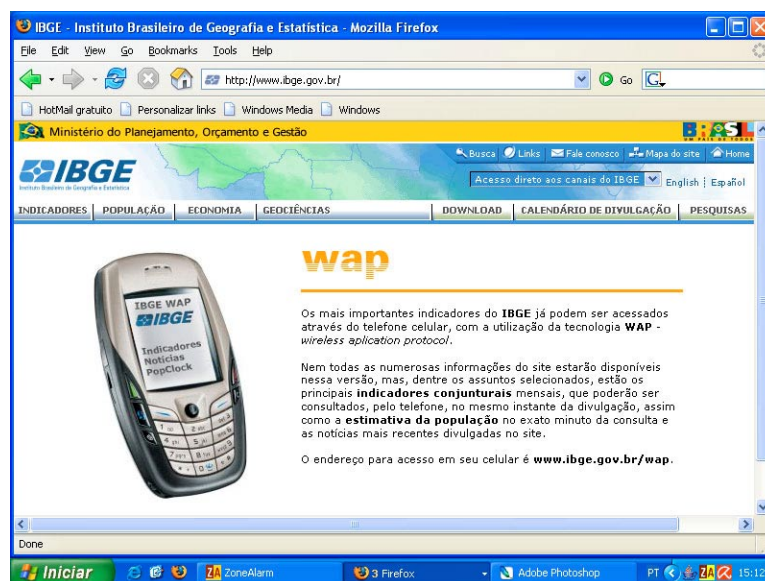 IBGE - Instituto Brasileiro de Geografia e Estatística - Mozilla Firefox
File Edit View Go Bookmarks Tools Help
http://www.ibge.gov.br/ Go G
HotMail gratuito Personalizar links Windows Media Windows
Ministério do Planejamento, Orçamento e Gestão BRASIL
Busca Links Fale conosco Mapa do site Home
IBGE
Instituto Brasileiro de Geografia e Estatística
Acesso direto aos canais do IBGE English Español
INDICADORES POPULAÇÃO ECONOMIA GEOCIÊNCIAS DOWNLOAD CALENDÁRIO DE DIVULGAÇÃO PESQUISAS
wap
IBGE WAP
IBGE
Indicadores
Notícias
PopClock
Os mais importantes indicadores do IBGE já podem ser acessados
através do telefone celular, com a utilização da tecnologia WAP -
wireless aplication protocol.
Nem todas as numerosas informações do site estarão disponíveis
nessa versão, mas, dentre os assuntos selecionados, estão os
principais indicadores conjunturais mensais, que poderão ser
consultados, pelo telefone, no mesmo instante da divulgação, assim
como a estimativa da população no exato minuto da consulta e
as notícias mais recentes divulgadas no site.
O endereço para acesso em seu celular é www.ibge.gov.br/wap.
Done
Iniciar ZA ZoneAlarm 3 Firefox Adobe Photoshop PT ZA 15:12